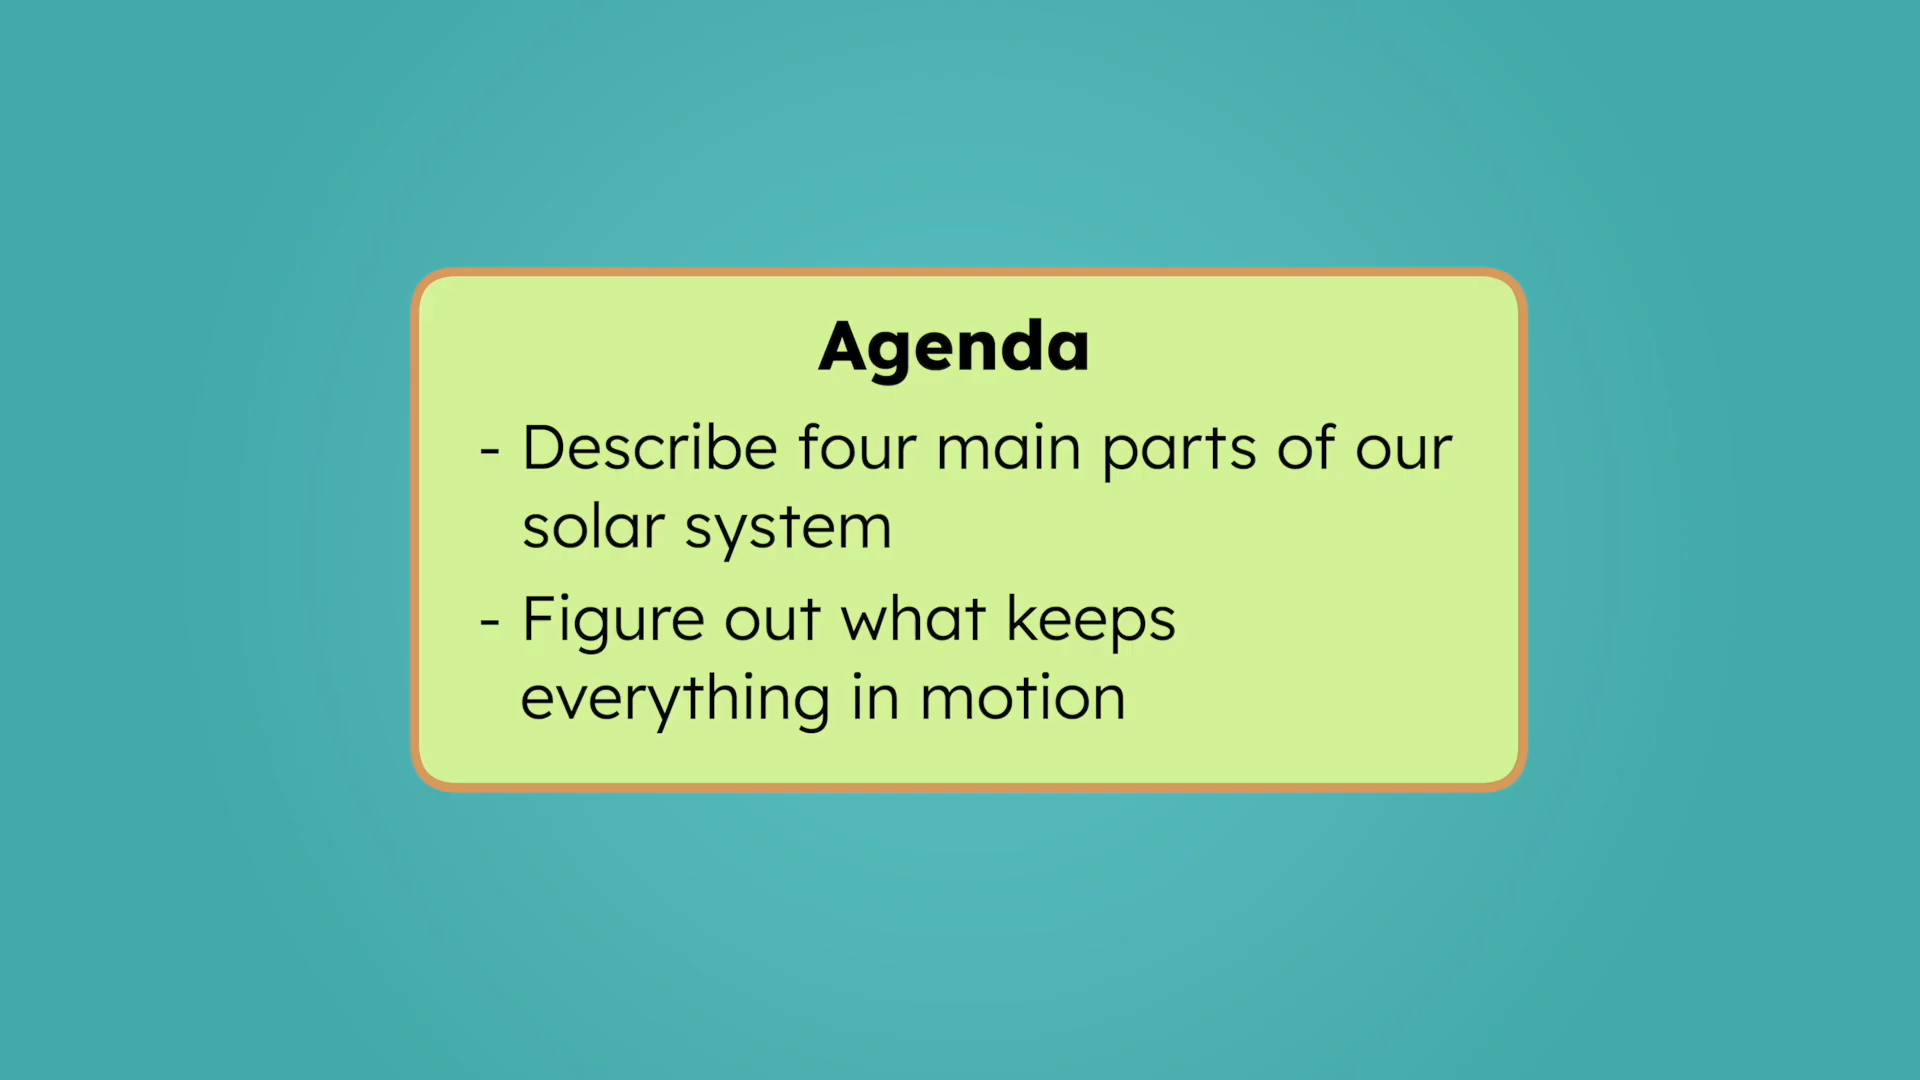 Agenda
- Describe four main parts of our
solar system
- Figure out what keeps
everything in motion